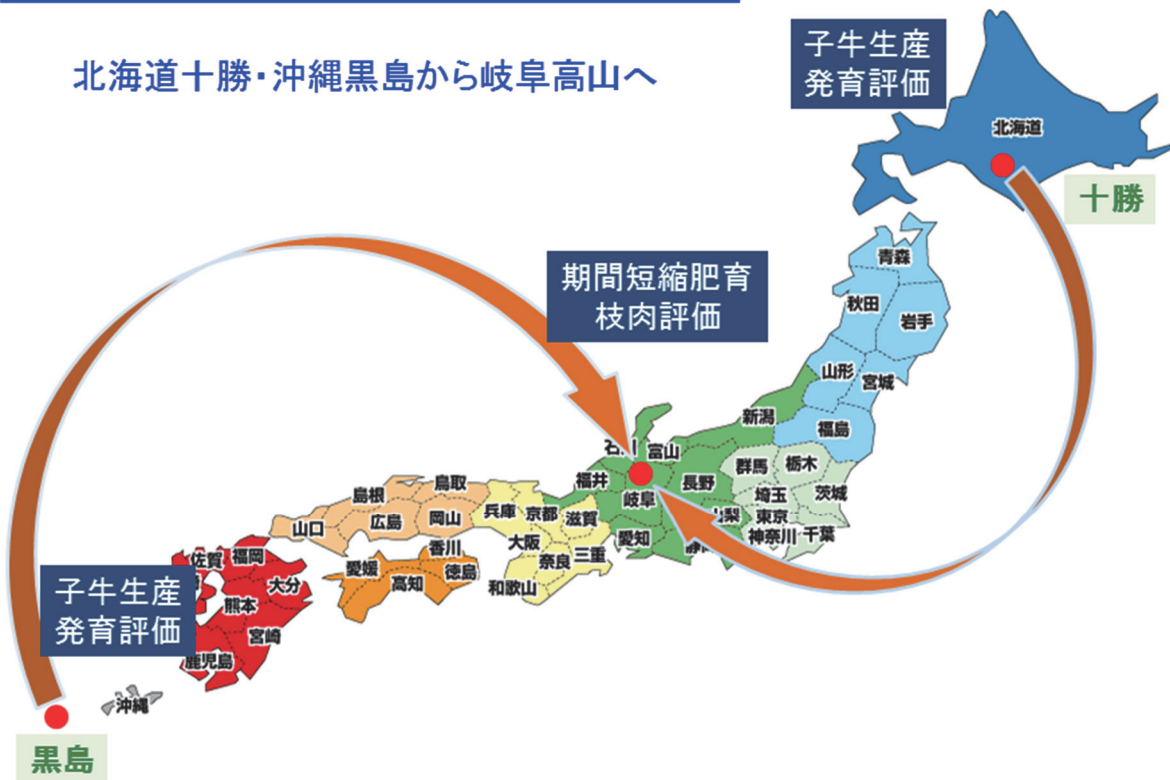 北海道十勝・沖縄黒島から岐阜高山へ
子牛生産
発育評価
北海道
十勝
期間短縮肥育
枝肉評価
青森
秋田
岩手
山形
宮城
新潟
福島
富山
福井
岐阜
長野
群馬
栃木
埼玉
茨城
東京
神奈川
千葉
愛知
鳥取
島根
岡山
広島
山口
兵庫
京都
滋賀
大阪
奈良
三重
和歌山
香川
愛媛
徳島
高知
佐賀
福岡
大分
熊本
宮崎
鹿児島
子牛生産
発育評価
沖縄
黒島